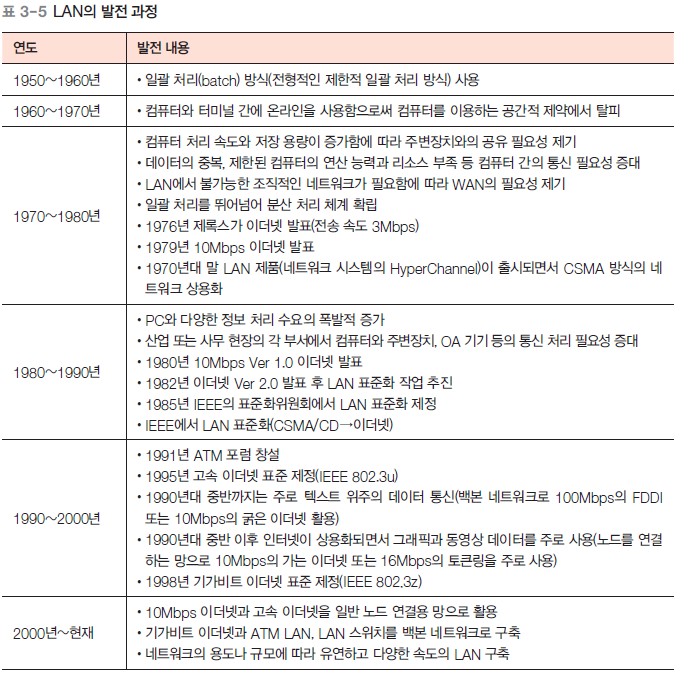 표 3-5 LAN의 발전 과정
연도 발전 내용
1950~1960년 • 일괄 처리(batch) 방식(전형적인 제한적 일괄 처리 방식) 사용
1960~1970년 • 컴퓨터와 터미널 간에 온라인을 사용함으로써 컴퓨터를 이용하는 공간적 제약에서 탈피
1970~1980년
• 컴퓨터 처리 속도와 저장 용량이 증가함에 따라 주변장치와의 공유 필요성 제기
• 데이터의 중복, 제한된 컴퓨터의 연산 능력과 리소스 부족 등 컴퓨터 간의 통신 필요성 증대
• LAN에서 불가능한 조직적인 네트워크가 필요함에 따라 WAN의 필요성 제기
• 일괄 처리를 뛰어넘어 분산 처리 체계 확립
• 1976년 제록스가 이더넷 발표(전송 속도 3Mbps)
• 1979년 10Mbps 이더넷 발표
• 1970년대 말 LAN 제품(네트워크 시스템의 HyperChannel)이 출시되면서 CSMA 방식의 네
트워크 상용화
1980~1990년
• PC와 다양한 정보 처리 수요의 폭발적 증가
• 산업 또는 사무 현장의 각 부서에서 컴퓨터와 주변장치, OA 기기 등의 통신 처리 필요성 증대
• 1980년 10Mbps Ver 1.0 이더넷 발표
• 1982년 이더넷 Ver 2.0 발표 후 LAN 표준화 작업 추진
• 1985년 IEEE의 표준화위원회에서 LAN 표준화 제정
• IEEE에서 LAN 표준화(CSMA/CD→이더넷)
1990~2000년
• 1991년 ATM 포럼 창설
• 1995년 고속 이더넷 표준 제정(IEEE 802.3u)
• 1990년대 중반까지는 주로 텍스트 위주의 데이터 통신(백본 네트워크로 100Mbps의 FDDI
또는 10Mbps의 굵은 이더넷 활용)
• 1990년대 중반 이후 인터넷이 상용화되면서 그래픽과 동영상 데이터를 주로 사용(노드를 연결
하는 망으로 10Mbps의 가는 이더넷 또는 16Mbps의 토큰링을 주로 사용)
• 1998년 기가비트 이더넷 표준 제정(IEEE 802.3z)
2000년~현재
• 10Mbps 이더넷과 고속 이더넷을 일반 노드 연결용 망으로 활용
• 기가비트 이더넷과 ATM LAN, LAN 스위치를 백본 네트워크로 구축
• 네트워크의 용도나 규모에 따라 유연하고 다양한 속도의 LAN 구축